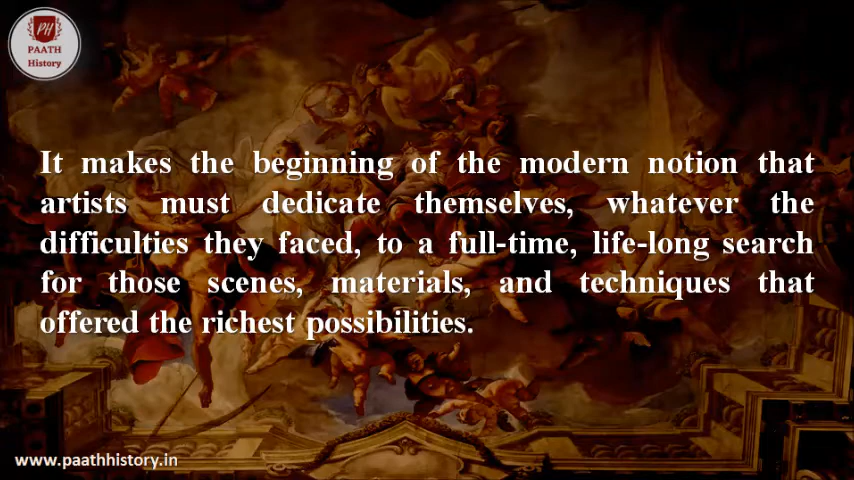 PH
PAATH
History
It makes the beginning of the modern notion that
artists must dedicate themselves, whatever the
difficulties they faced, to a full-time, life-long search
for those scenes, materials, and techniques that
offered the richest possibilities.
www.paathhistory.in